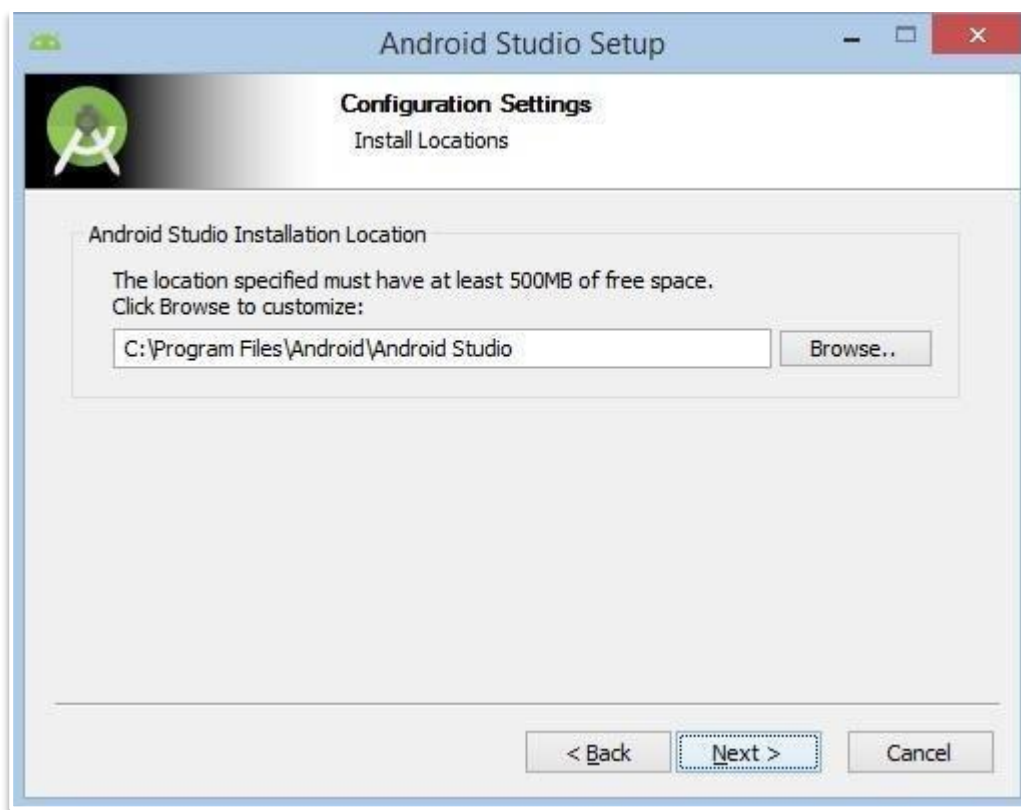 Android Studio Setup
Configuration Settings
Install Locations
Android Studio Installation Location
The location specified must have at least 500MB of free space.
Click Browse to customize:
C:\Program Files\Android\Android Studio
Browse..
< Back
Next >
Cancel